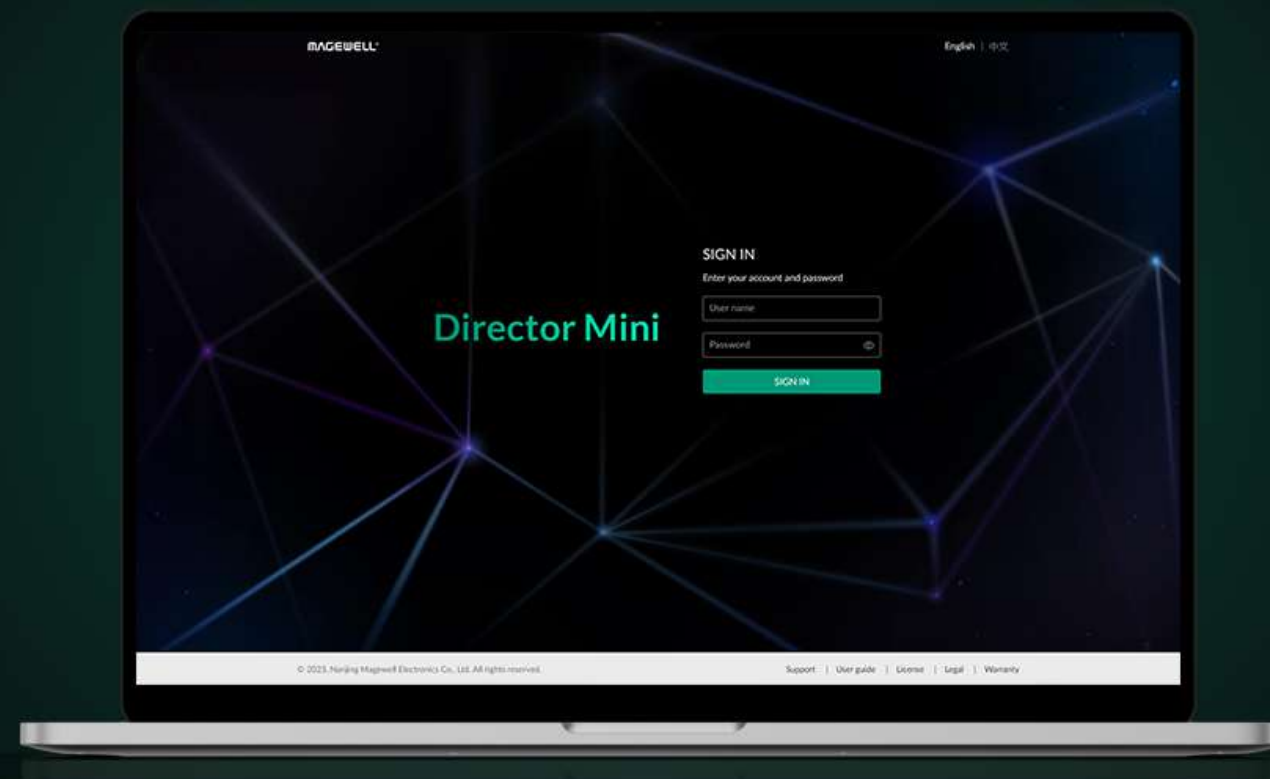 MAGEWELL
English | 中文
Director Mini
SIGN IN
Enter your account and password
User name
Password
SIGN IN
© 2023, Nanjing Magewell Electronics Co., Ltd. All rights reserved.
Support | User guide | License | Legal | Warranty